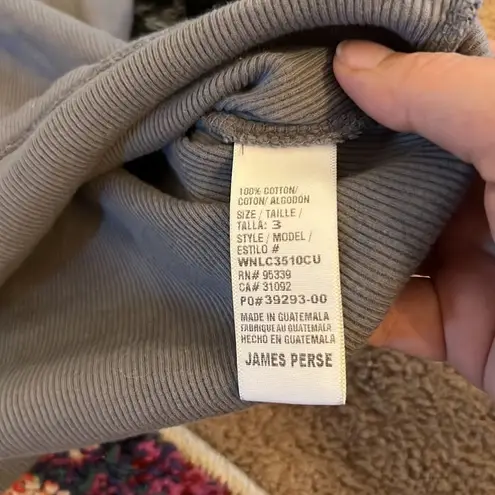 100% COTTON/
COTON/ ALGODON
SIZE / TAILLE /
TALLA: 3
STYLE / MODEL /
ESTILO #
WNLC3510CU
RN# 95339
CA# 31092
PO#39293-00
MADE IN GUATEMALA
FABRIQUE AU GUATEMALA
HECHO EN GUATEMALA
JAMES PERSE